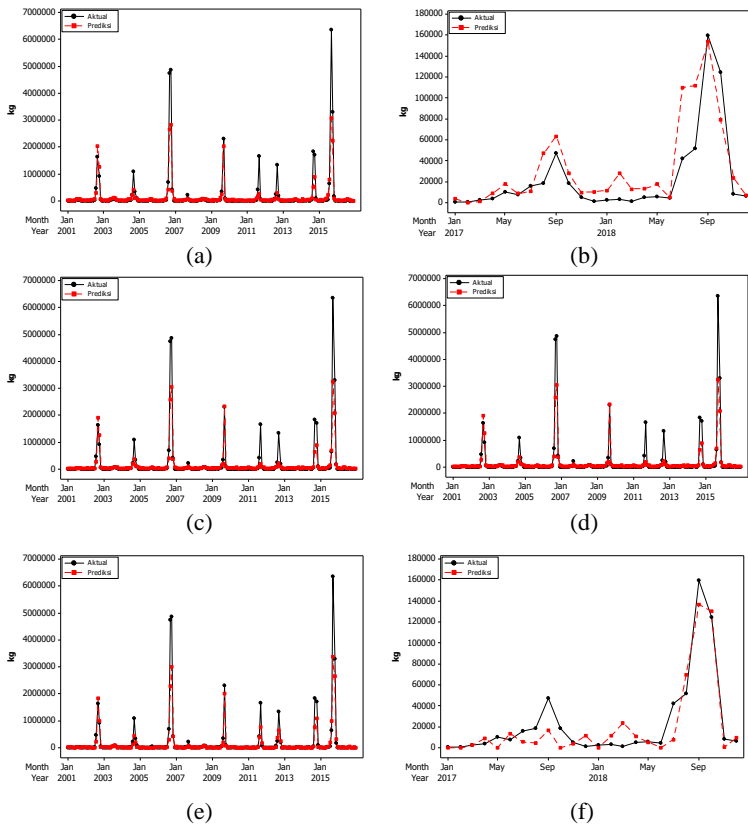 7000000
6000000
5000000
4000000
3000000
2000000
1000000
0
kg
Aktual
Prediksi
Month Jan Jan Jan Jan Jan Jan Jan Jan
Year 2001 2003 2005 2007 2009 2011 2013 2015
(a)
180000
160000
140000
120000
100000
80000
60000
40000
20000
0
kg
Aktual
Prediksi
Month Jan May Sep Jan May Sep
Year 2017 2018
(b)
7000000
6000000
5000000
4000000
3000000
2000000
1000000
0
kg
Aktual
Prediksi
Month Jan Jan Jan Jan Jan Jan Jan Jan
Year 2001 2003 2005 2007 2009 2011 2013 2015
(c)
7000000
6000000
5000000
4000000
3000000
2000000
1000000
0
kg
Aktual
Prediksi
Month Jan Jan Jan Jan Jan Jan Jan Jan
Year 2001 2003 2005 2007 2009 2011 2013 2015
(d)
7000000
6000000
5000000
4000000
3000000
2000000
1000000
0
kg
Aktual
Prediksi
Month Jan Jan Jan Jan Jan Jan Jan Jan
Year 2001 2003 2005 2007 2009 2011 2013 2015
(e)
180000
160000
140000
120000
100000
80000
60000
40000
20000
0
kg
Aktual
Prediksi
Month Jan May Sep Jan May Sep
Year 2017 2018
(f)